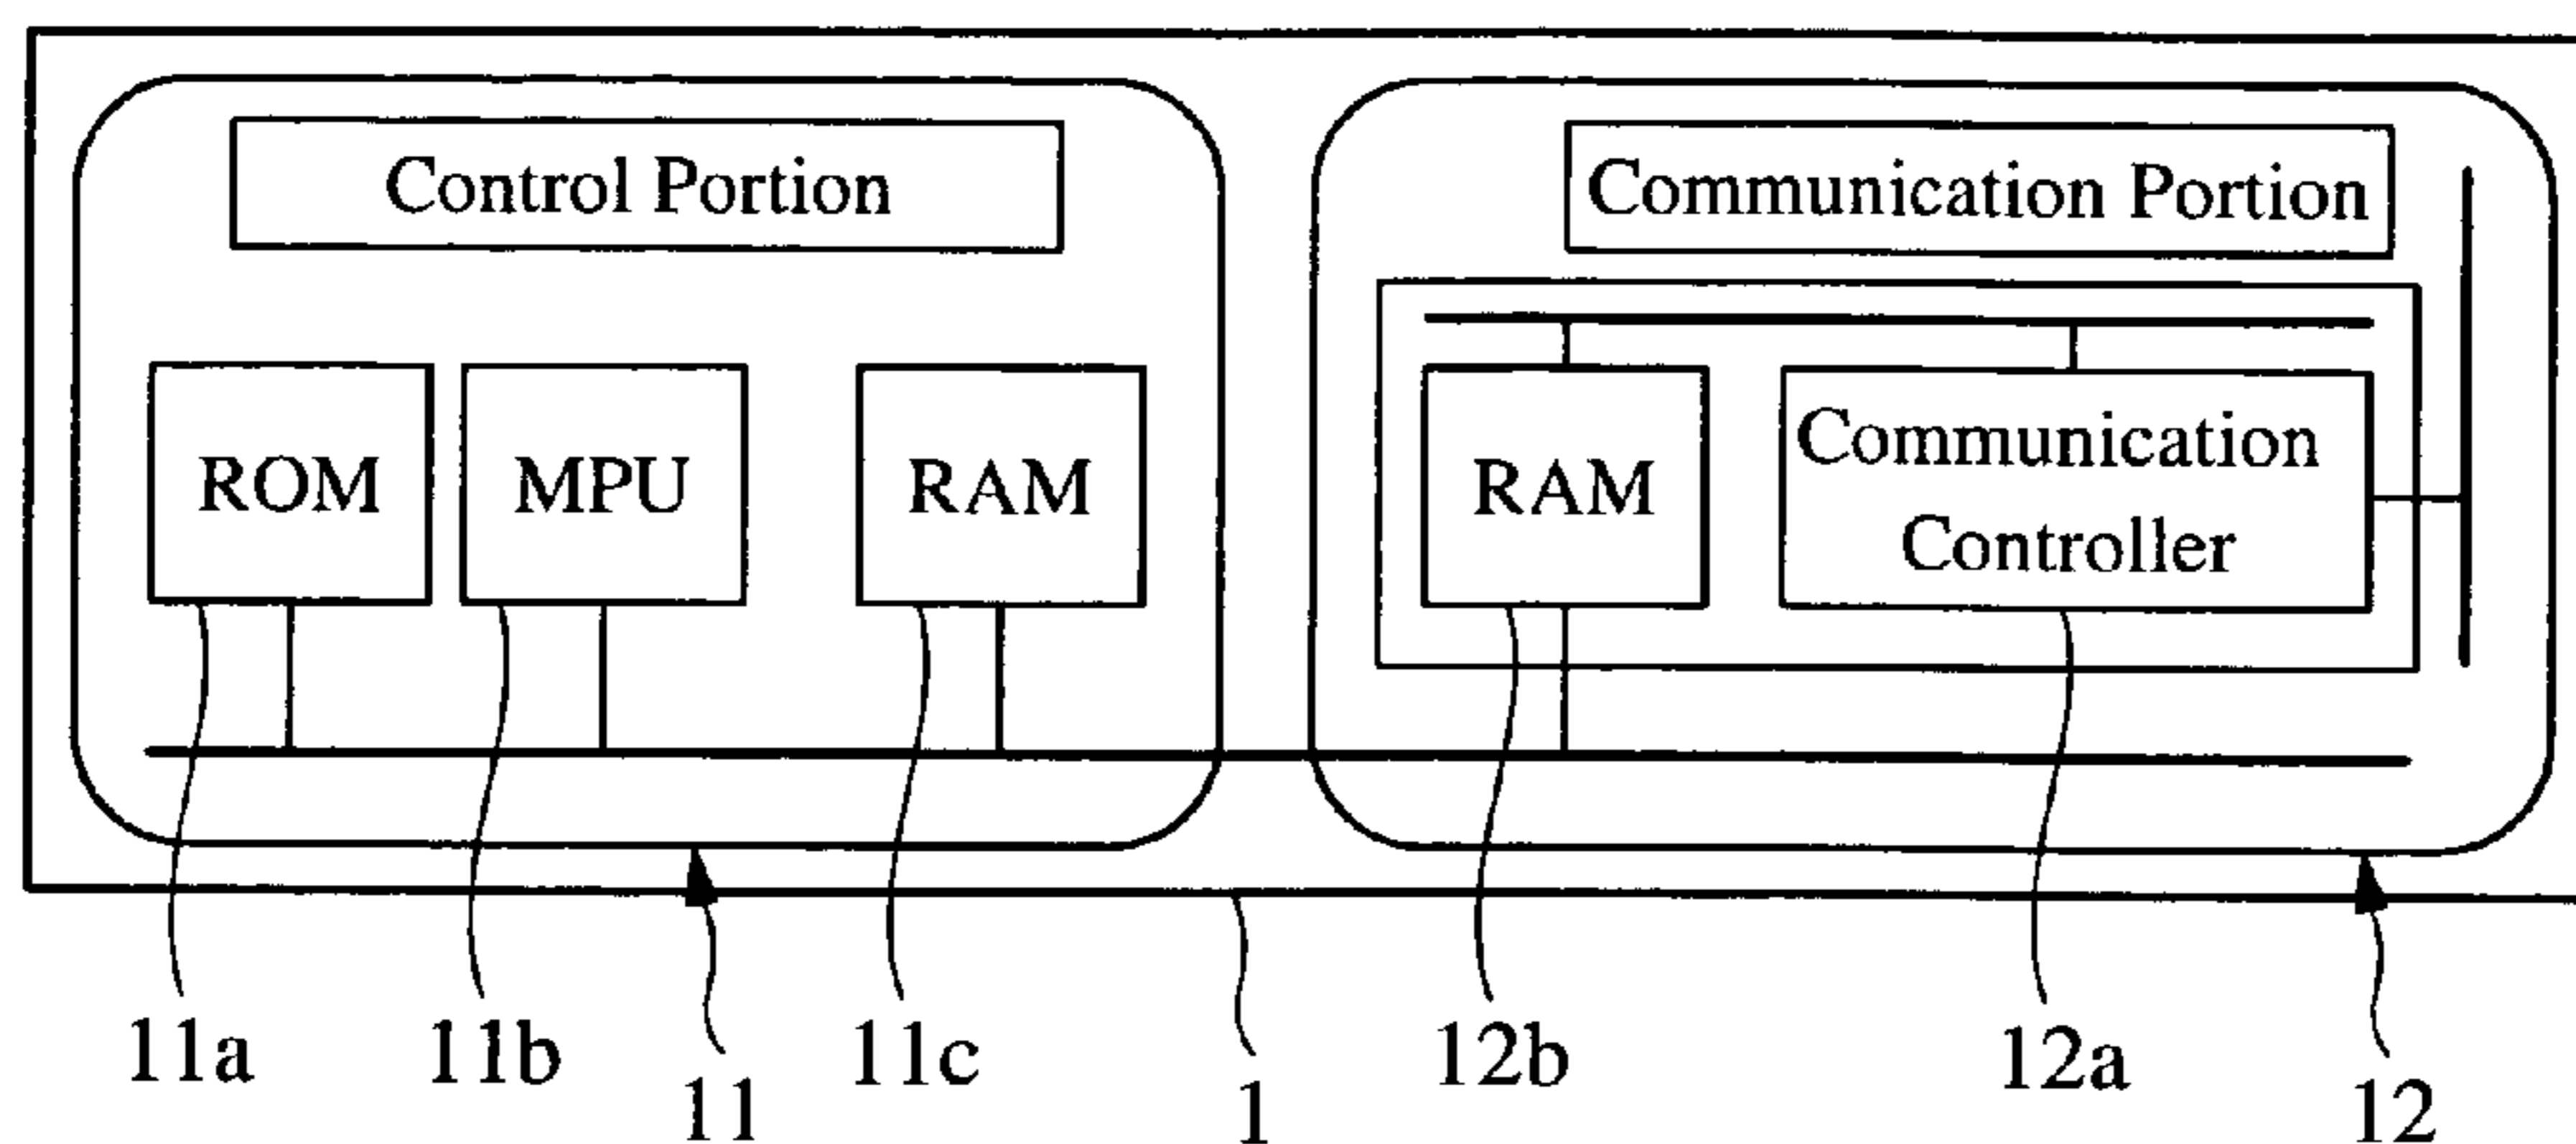 Control Portion
Communication Portion
ROM
MPU
RAM
RAM
Communication
Controller
11a
11b
11
11c
1
12b
12a
12